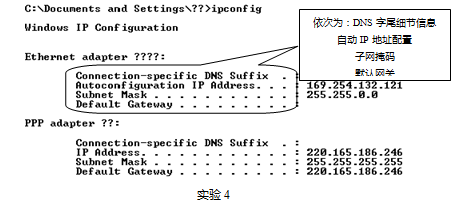 C:\Documents and Settings\??>ipconfig
Windows IP Configuration
Ethernet adapter ????:
Connection-specific DNS Suffix  . :
Autoconfiguration IP Address. . . : 169.254.132.121
Subnet Mask . . . . . . . . . . . : 255.255.0.0
Default Gateway . . . . . . . . . :
依次为：DNS 字尾细节信息
自动 IP 地址配置
子网掩码
默认网关
PPP adapter ??:
Connection-specific DNS Suffix  . :
IP Address. . . . . . . . . . . . : 220.165.186.246
Subnet Mask . . . . . . . . . . . : 255.255.255.255
Default Gateway . . . . . . . . . : 220.165.186.246
实验 4